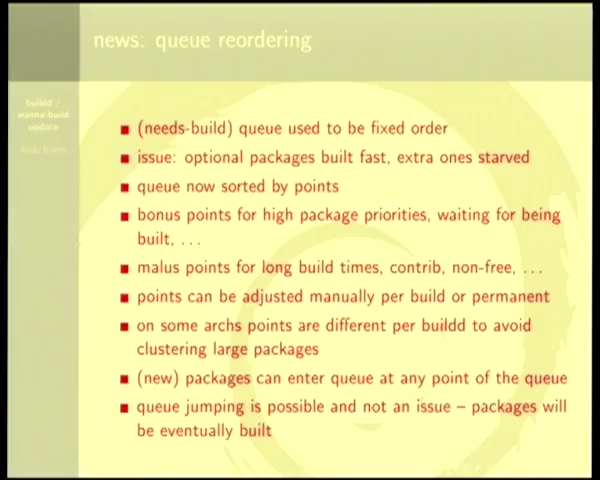 news: queue reordering
buildd /
wanna-build
update
■ (needs-build) queue used to be fixed order
■ issue: optional packages built fast, extra ones starved
■ queue now sorted by points
■ bonus points for high package priorities, waiting for being
built, ...
■ malus points for long build times, contrib, non-free, ...
■ points can be adjusted manually per build or permanent
■ on some archs points are different per buildd to avoid
clustering large packages
■ (new) packages can enter queue at any point of the queue
■ queue jumping is possible and not an issue – packages will
be eventually built